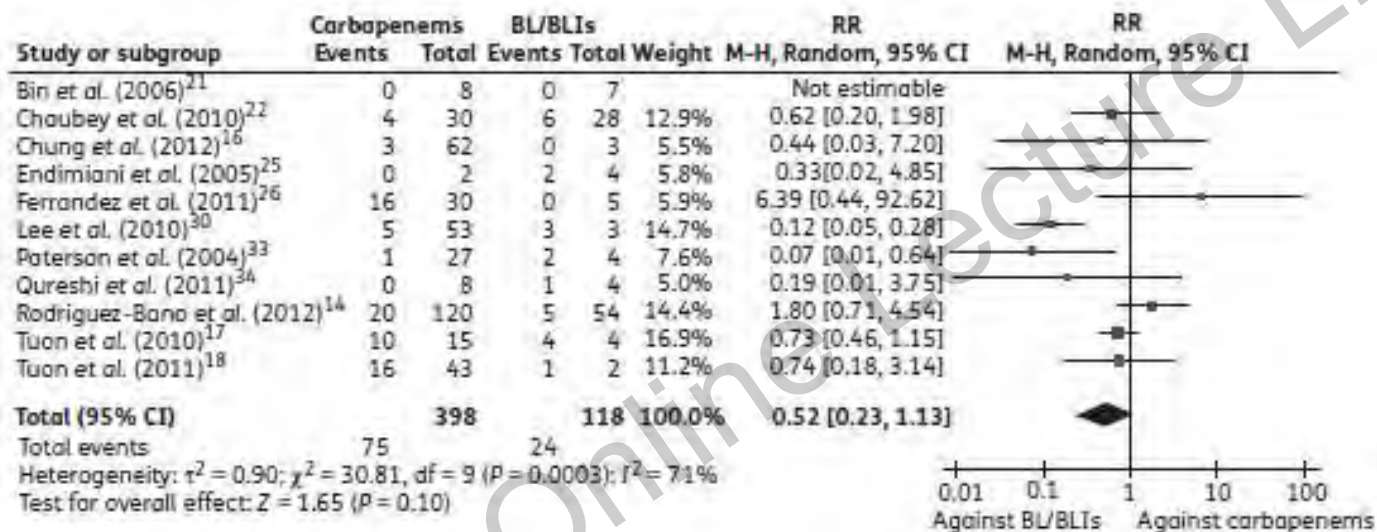 Carbapenems BL/BLIs RR RR
Study or subgroup Events Total Events Total Weight M-H, Random, 95% CI M-H, Random, 95% CI
Bin et al. (2006)21 0 8 0 7 Not estimable
Chaubey et al. (2010)22 4 30 6 28 12.9% 0.62 [0.20, 1.98]
Chung et al. (2012)16 3 62 0 3 5.5% 0.44 [0.03, 7.20]
Endimiani et al. (2005)25 0 2 2 4 5.8% 0.33[0.02, 4.85]
Ferrandez et al. (2011)26 16 30 0 5 5.9% 6.39 [0.44, 92.62]
Lee et al. (2010)30 5 53 3 3 14.7% 0.12 [0.05, 0.28]
Paterson et al. (2004)33 1 27 2 4 7.6% 0.07 [0.01, 0.64]
Qureshi et al. (2011)34 0 8 1 4 5.0% 0.19 [0.01, 3.75]
Rodriguez-Bano et al. (2012)14 20 120 5 54 14.4% 1.80 [0.71, 4.54]
Tuon et al. (2010)17 10 15 4 4 16.9% 0.73 [0.46, 1.15]
Tuon et al. (2011)18 16 43 1 2 11.2% 0.74 [0.18, 3.14]
Total (95% CI) 398 118 100.0% 0.52 [0.23, 1.13]
Total events 75 24
Heterogeneity: τ2 = 0.90; χ2 = 30.81, df = 9 (P = 0.0003); I2 = 71%
Test for overall effect: Z = 1.65 (P = 0.10)
0.01 0.1 1 10 100
Against BL/BLIs Against carbapenems
Online Lecture